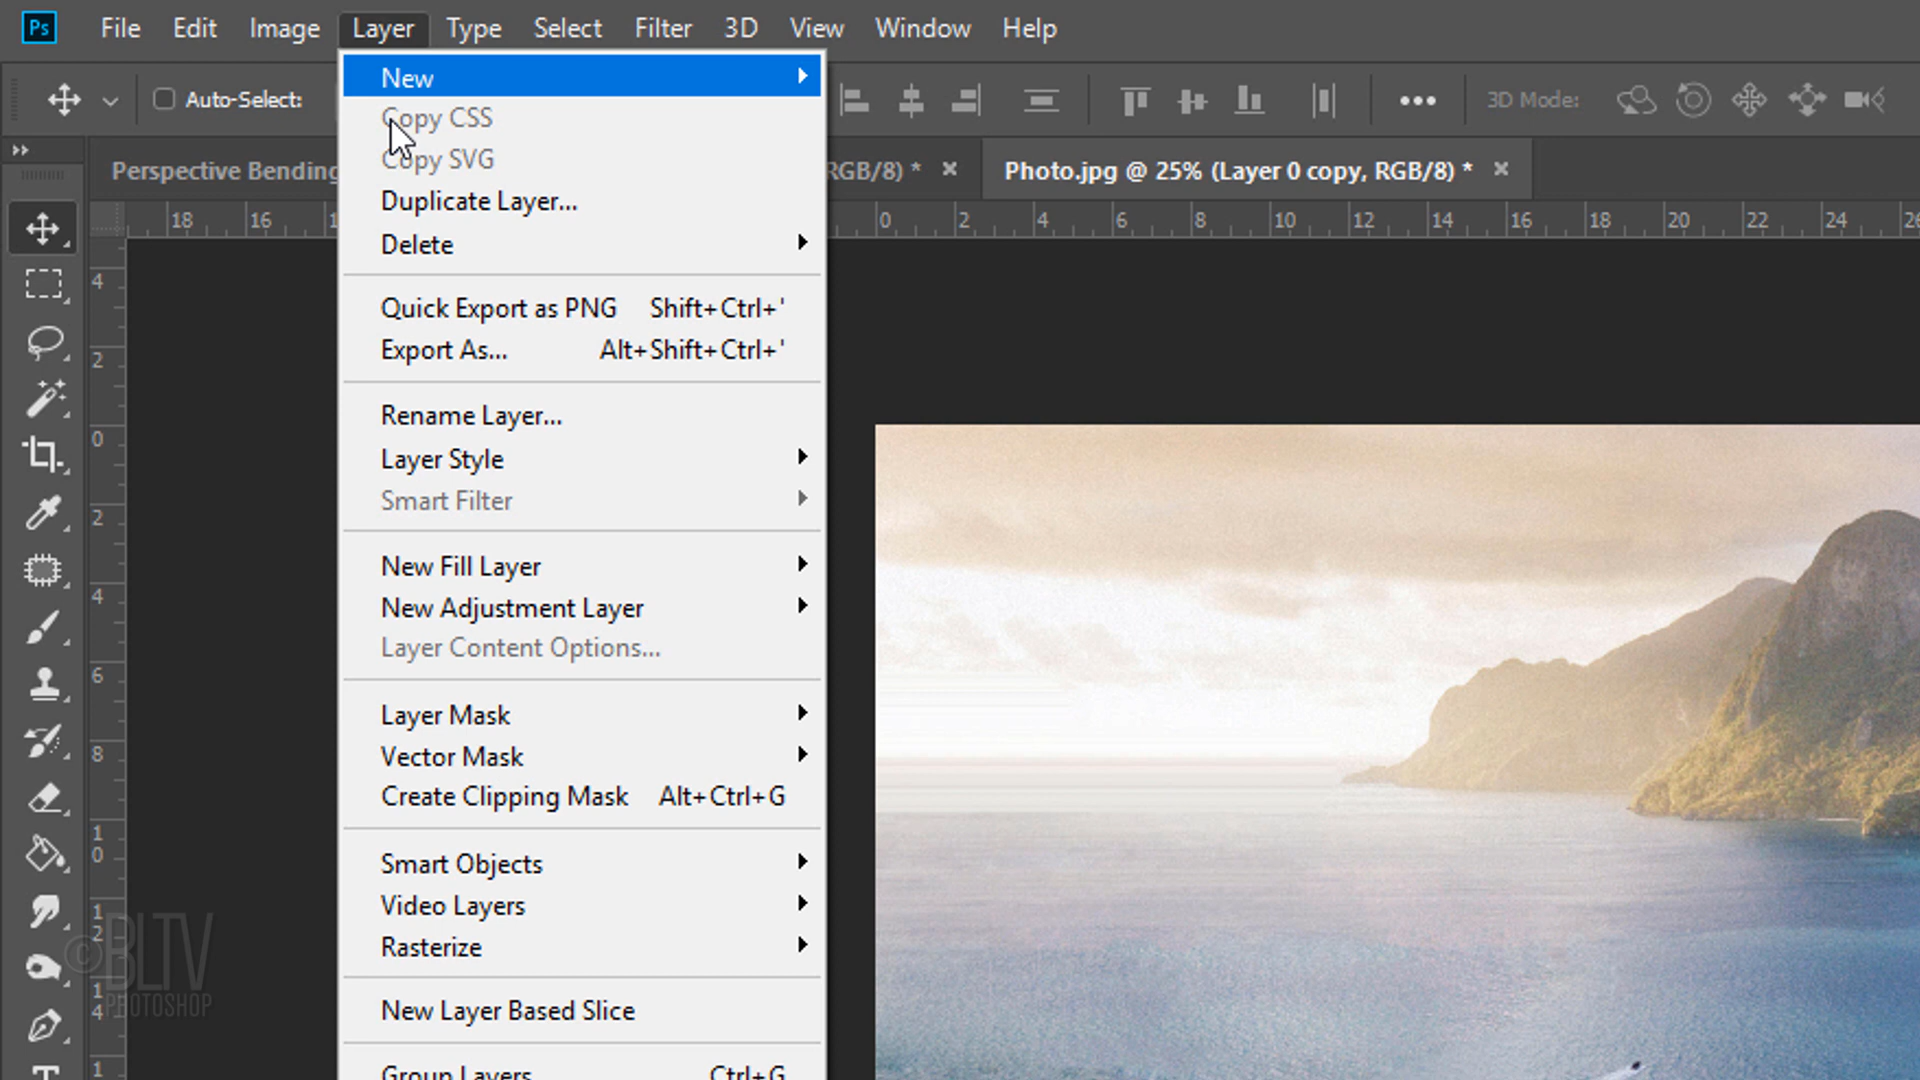 Ps File Edit Image Layer Type Select Filter 3D View Window Help
Auto-Select: 3D Mode:
Perspective Bending RGB/8) * × Photo.jpg @ 25% (Layer 0 copy, RGB/8) * ×
18 16 1 0 2 4 6 8 10 12 14 16 18 20 22 24 26
New
Copy CSS
Copy SVG
Duplicate Layer...
Delete
Quick Export as PNG Shift+Ctrl+'
Export As... Alt+Shift+Ctrl+'
Rename Layer...
Layer Style
Smart Filter
New Fill Layer
New Adjustment Layer
Layer Content Options...
Layer Mask
Vector Mask
Create Clipping Mask Alt+Ctrl+G
Smart Objects
Video Layers
Rasterize
New Layer Based Slice
Group Layers Ctrl+G
4
2
0
2
4
6
8
10
12
14
1
© BLTV
PHOTOSHOP